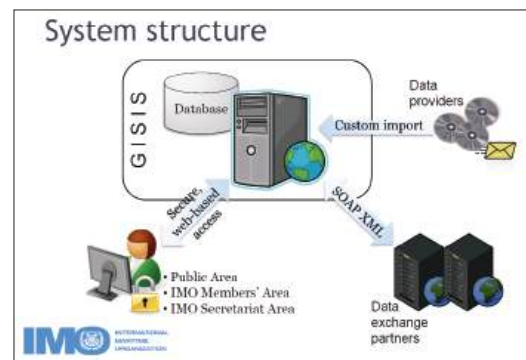 System structure
GISIS
Database
Data
providers
Custom import
Secure,
web-based
access
SOAP XML
• Public Area
• IMO Members' Area
• IMO Secretariat Area
Data
exchange
partners
IMO
INTERNATIONAL
MARITIME
ORGANIZATION